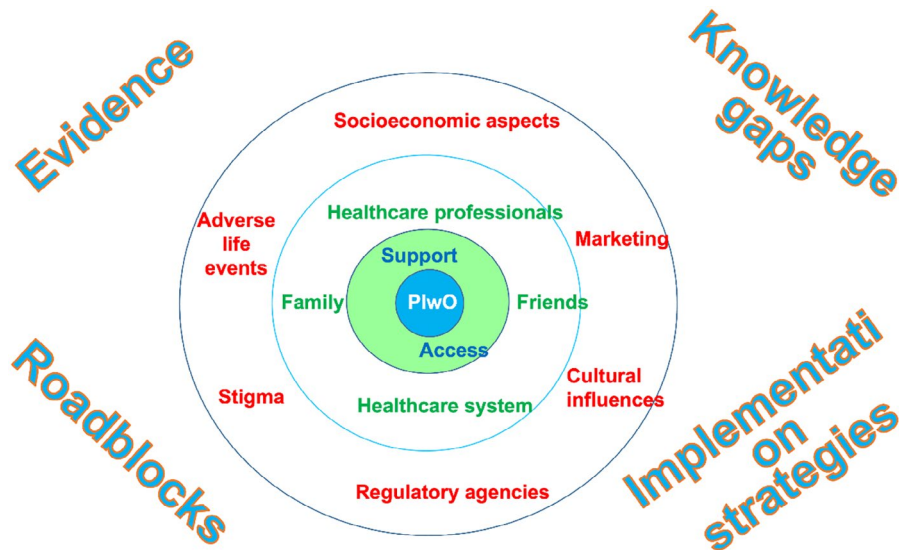 Evidence
Knowledge
gaps
Socioeconomic aspects
Healthcare professionals
Adverse
life
events
Marketing
Support
Family
PIwO
Friends
Access
Stigma
Cultural
influences
Healthcare system
Regulatory agencies
Roadblocks
Implementati
on
strategies